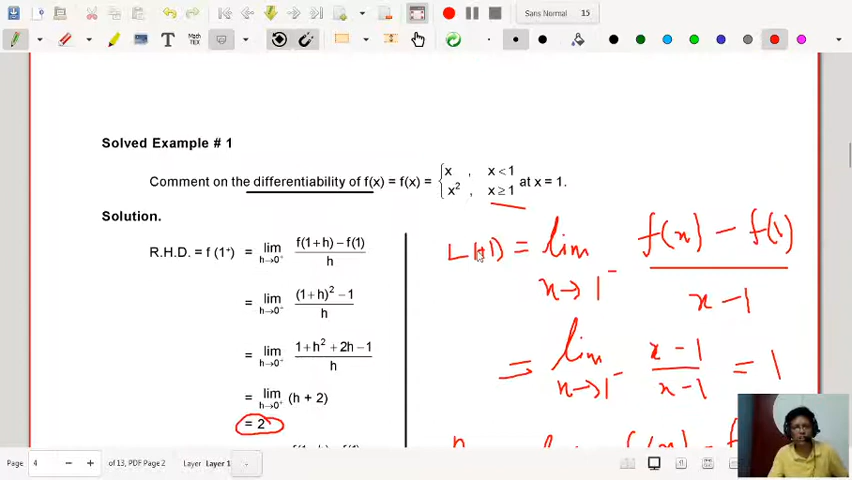 Sans Normal 15
MATH
TEX
Solved Example # 1
Comment on the differentiability of f(x) = f(x) = { x , x < 1
x² , x ≥ 1 at x = 1.
Solution.
R.H.D. = f (1⁺) = lim h→0⁺ f(1+h) – f(1) / h
= lim h→0⁺ (1+h)² – 1 / h
= lim h→0⁺ 1+h² + 2h – 1 / h
= lim h→0⁺ (h + 2)
= 2
= lim x→1⁻ f(x) – f(1) / x – 1
= lim x→1⁻ x – 1 / x – 1 = 1
Page 4 of 13, PDF Page 2 Layer Layer 1